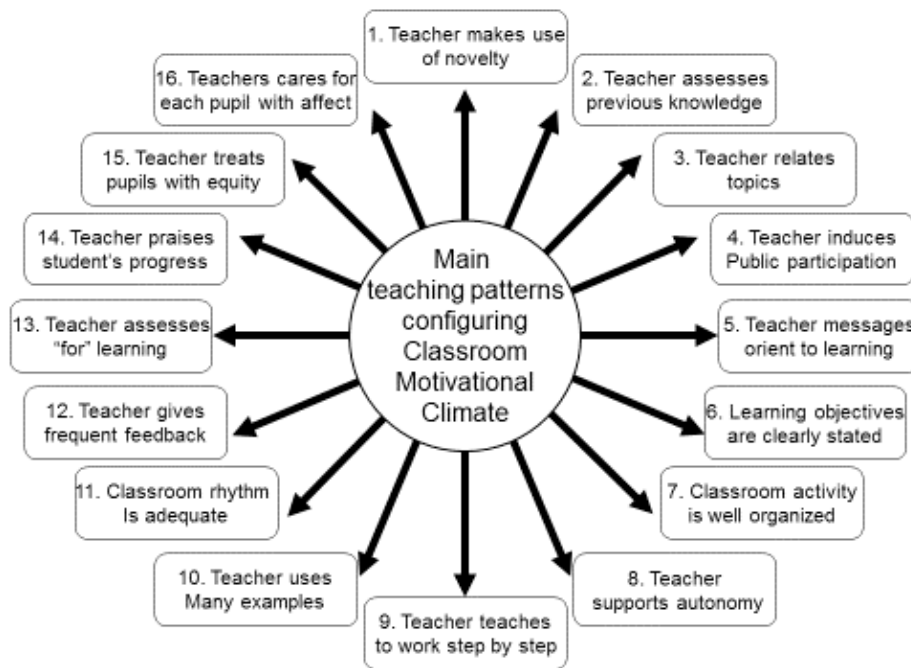 Main
teaching patterns
configuring
Classroom
Motivational
Climate
1. Teacher makes use
of novelty
2. Teacher assesses
previous knowledge
3. Teacher relates
topics
4. Teacher induces
Public participation
5. Teacher messages
orient to learning
6. Learning objectives
are clearly stated
7. Classroom activity
is well organized
8. Teacher
supports autonomy
9. Teacher teaches
to work step by step
10. Teacher uses
Many examples
11. Classroom rhythm
Is adequate
12. Teacher gives
frequent feedback
13. Teacher assesses
“for” learning
14. Teacher praises
student’s progress
15. Teacher treats
pupils with equity
16. Teachers cares for
each pupil with affect